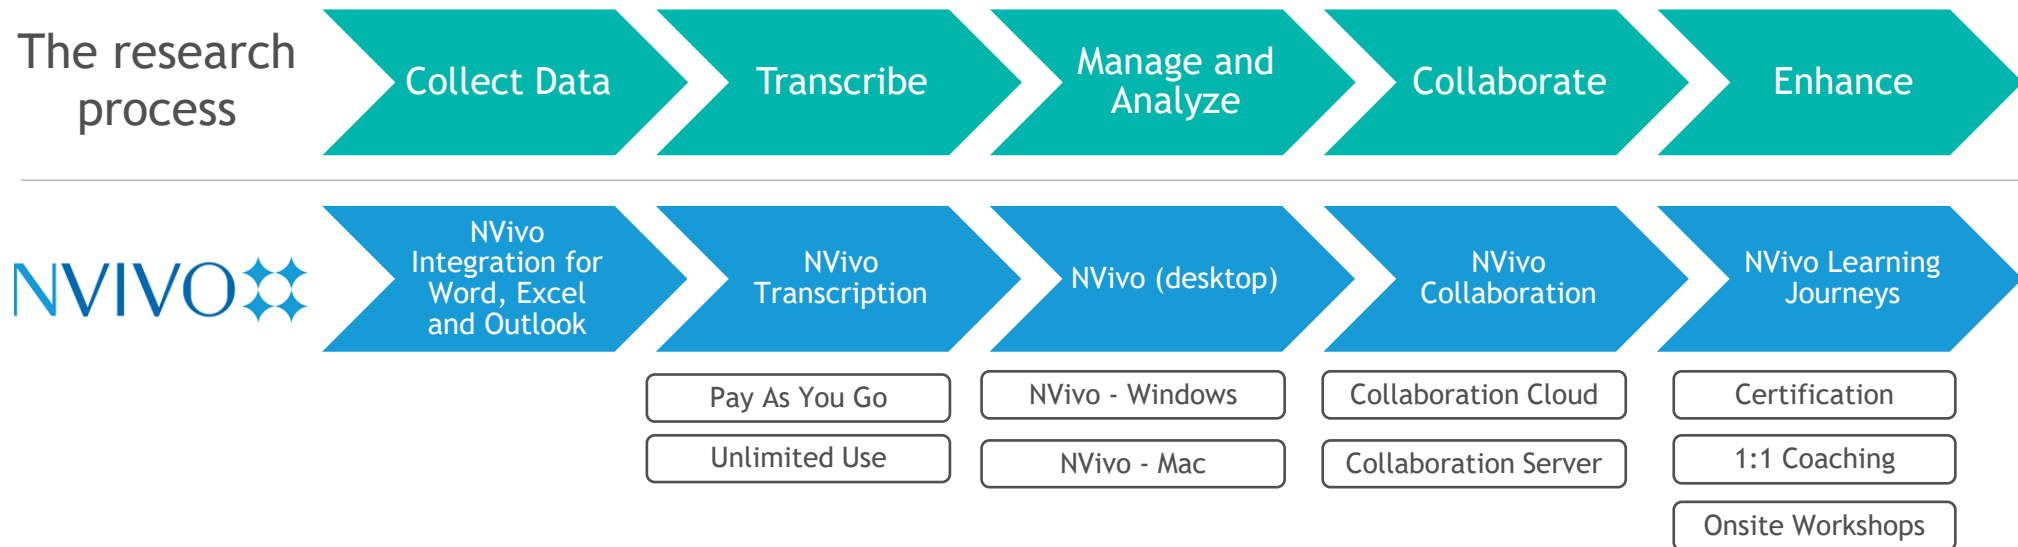 The research
process
Collect Data
Transcribe
Manage and
Analyze
Collaborate
Enhance
NVIVO
NVivo
Integration for
Word, Excel
and Outlook
NVivo
Transcription
NVivo (desktop)
NVivo
Collaboration
NVivo Learning
Journeys
Pay As You Go
Unlimited Use
NVivo - Windows
NVivo - Mac
Collaboration Cloud
Collaboration Server
Certification
1:1 Coaching
Onsite Workshops